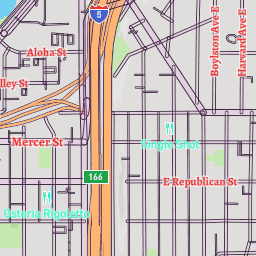 5
Aloha St
Boylston Ave E
Harvard Ave E
lley St
Mercer St
Single Shot
166
E Republican St
Osteria Rigoletto